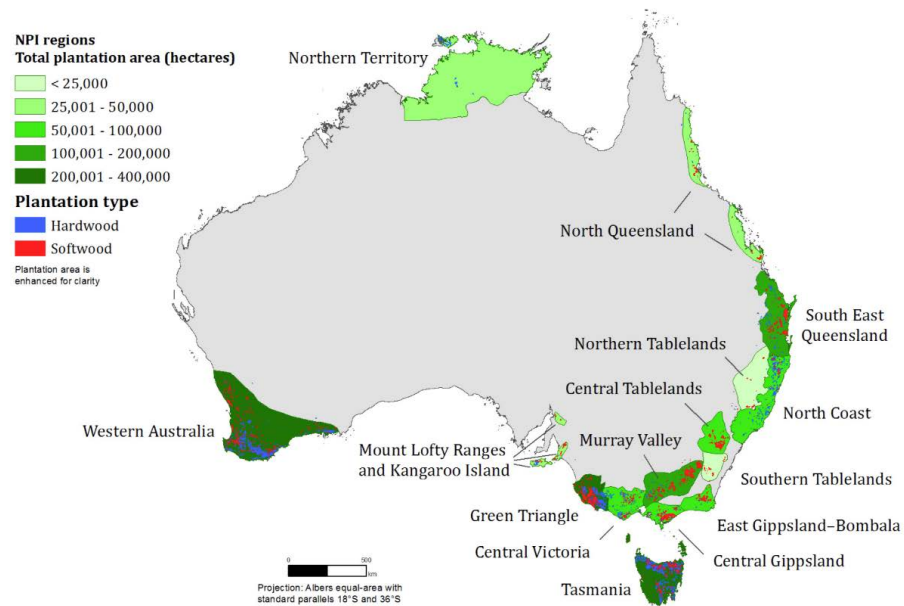 NPI regions
Total plantation area (hectares)
< 25,000
25,001 - 50,000
50,001 - 100,000
100,001 - 200,000
200,001 - 400,000
Plantation type
Hardwood
Softwood
Plantation area is
enhanced for clarity
Northern Territory
North Queensland
South East
Queensland
Northern Tablelands
Central Tablelands
North Coast
Western Australia
Mount Lofty Ranges
and Kangaroo Island
Murray Valley
Southern Tablelands
Green Triangle
East Gippsland–Bombala
Central Victoria
Central Gippsland
Tasmania
0
500
km
Projection: Albers equal-area with
standard parallels 18°S and 36°S